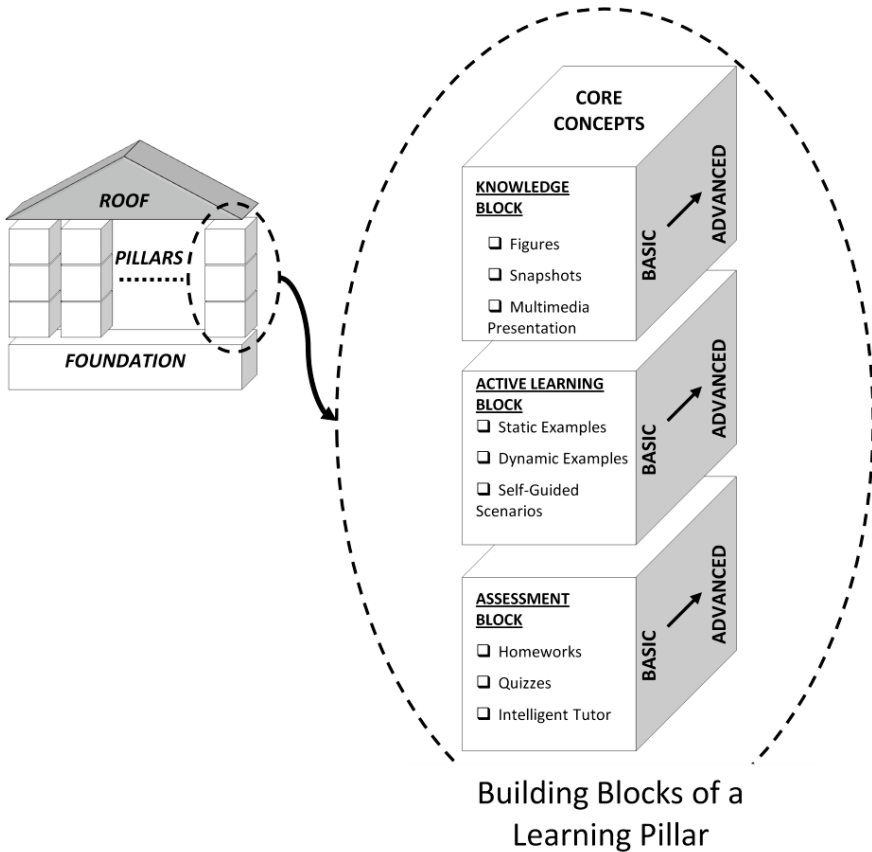 ROOF
PILLARS
FOUNDATION
CORE
CONCEPTS
KNOWLEDGE
BLOCK
Figures
Snapshots
Multimedia
Presentation
BASIC
ADVANCED
ACTIVE LEARNING
BLOCK
Static Examples
Dynamic Examples
Self-Guided
Scenarios
BASIC
ADVANCED
ASSESSMENT
BLOCK
Homeworks
Quizzes
Intelligent Tutor
BASIC
ADVANCED
Building Blocks of a
Learning Pillar